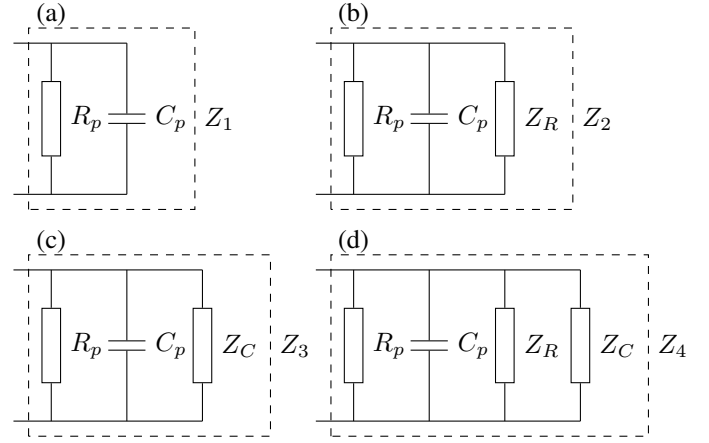 (a) (b)
R_p C_p Z_1 R_p C_p Z_R Z_2
(c) (d)
R_p C_p Z_C Z_3 R_p C_p Z_R Z_C Z_4